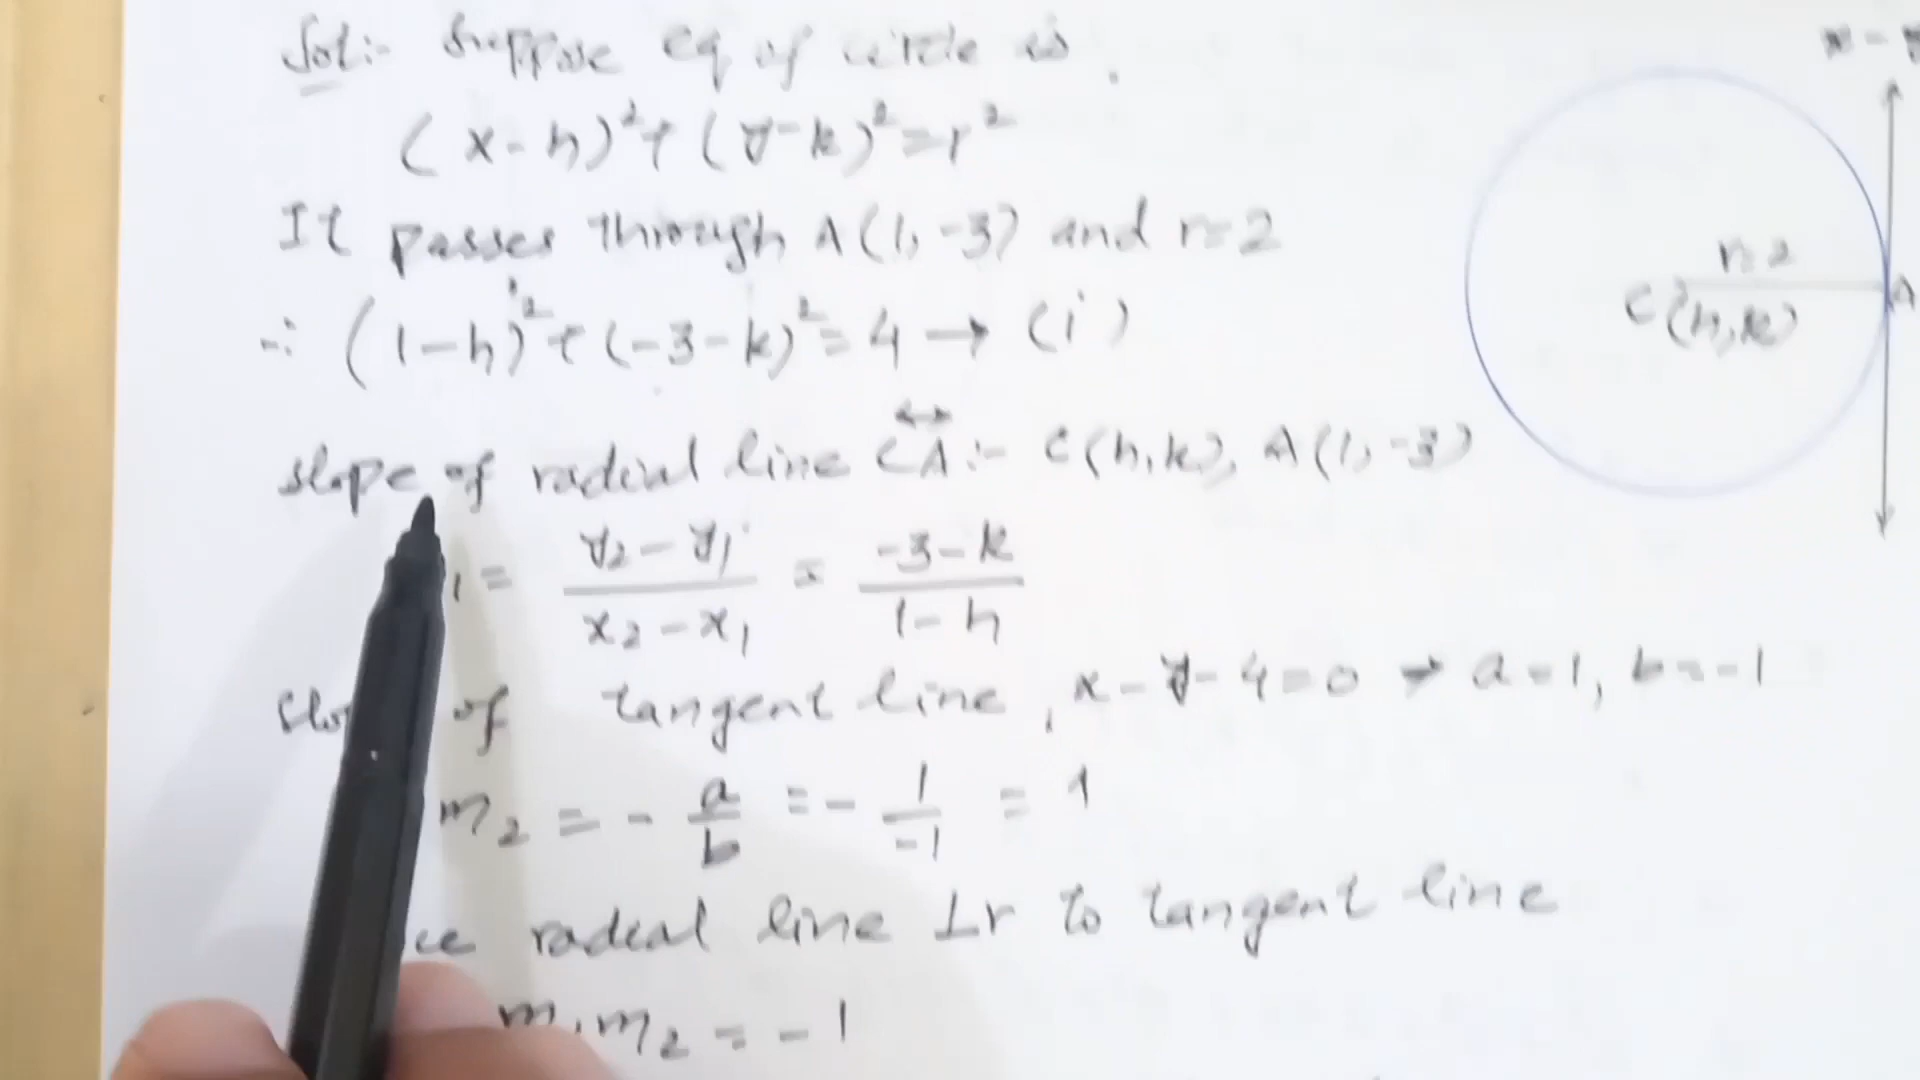 Sol:- Suppose eq of circle is,
(x-h)²+(y-k)²=r²
It passes through A(1,-3) and r=2
∴ (1-h)²+(-3-k)²=4 → (i)
slope of radial line CA :- C(h,k), A(1,-3)
1 = y2-y1/x2-x1 = -3-k/1-h
of tangent line, x-y-4=0 → a=1, b=-1
m2 = -a/b = -1/-1 = 1
radial line ⊥r to tangent line
m1m2 = -1
x-
r=2
C(h,k)
A